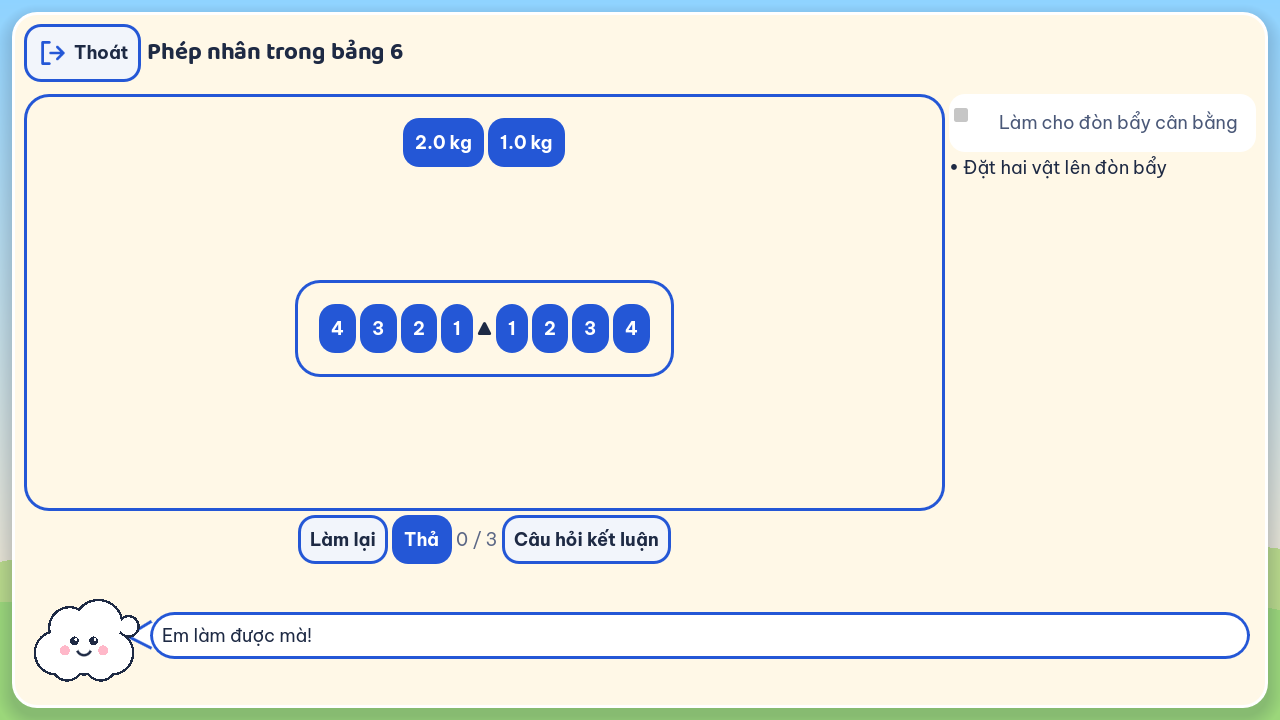 Thoát
Phép nhân trong bảng 6
2.0 kg 1.0 kg
4 3 2 1 ▲ 1 2 3 4
Làm lại Thả 0 / 3 Câu hỏi kết luận
Làm cho đòn bẩy cân bằng
• Đặt hai vật lên đòn bẩy
Em làm được mà!